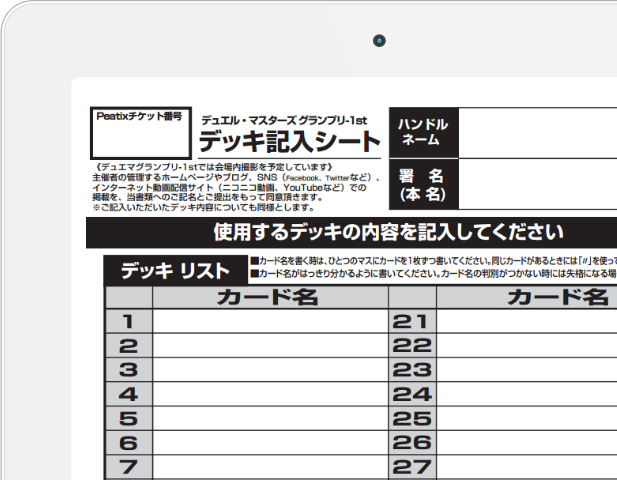 Peatixチケット番号
デュエル・マスターズ グランプリ-1st
デッキ記入シート
ハンドル
ネーム
《デュエマグランプリ-1stでは会場内撮影を予定しています》
主催者の管理するホームページやブログ、SNS（Facebook、Twitterなど）、
インターネット動画配信サイト（ニコニコ動画、YouTubeなど）での
掲載を、当書類へのご記名とご提出をもって同意頂きます。
※ご記入いただいたデッキ内容についても同様とします。
署 名
(本 名)
使用するデッキの内容を記入してください
デッキ リスト
■カード名を書く時は、ひとつのマスにカードを1枚ずつ書いてください。同じカードがあるときには「〃」を使っ
■カード名がはっきり分かるように書いてください。カード名の判別がつかない時には失格になる場
カード名 カード名
1 21
2 22
3 23
4 24
5 25
6 26
7 27